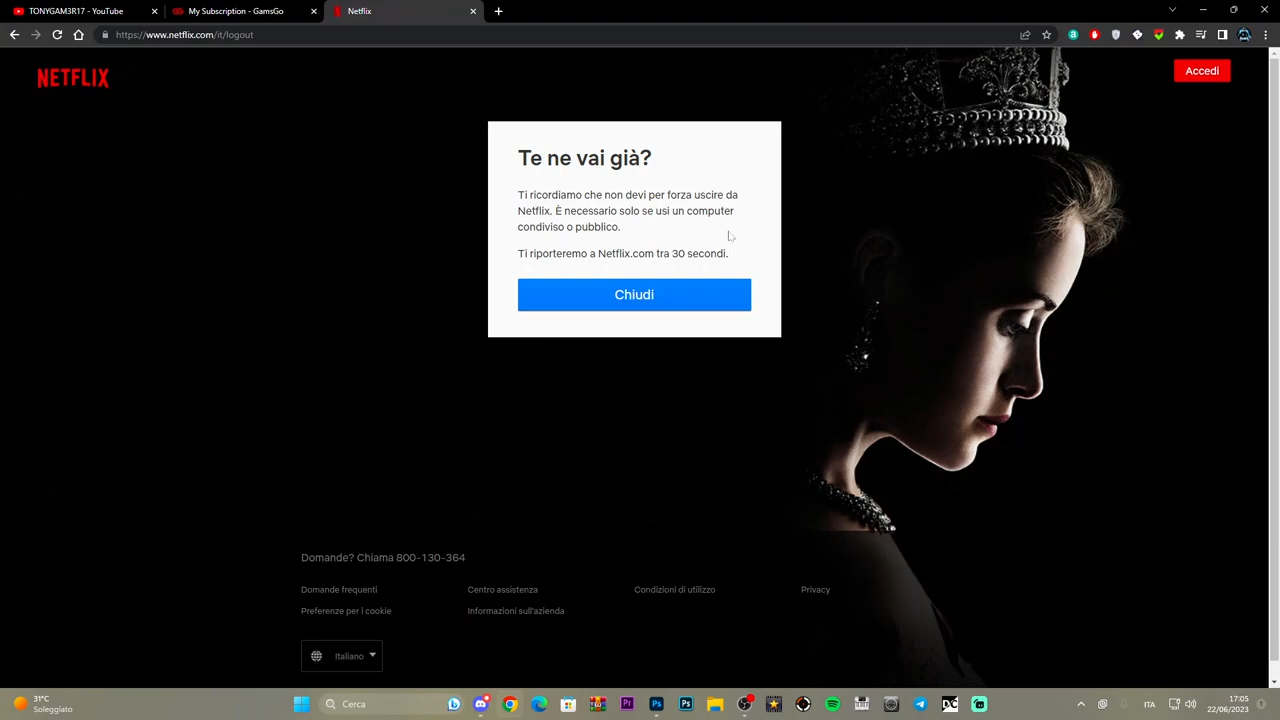 TONYGAM3R17 - YouTube
My Subscription - GamsGo
Netflix
https://www.netflix.com/it/logout
NETFLIX
Accedi
Te ne vai già?
Ti ricordiamo che non devi per forza uscire da
Netflix. È necessario solo se usi un computer
condiviso o pubblico.
Ti riporteremo a Netflix.com tra 30 secondi.
Chiudi
Domande? Chiama 800-130-364
Domande frequenti
Centro assistenza
Condizioni di utilizzo
Privacy
Preferenze per i cookie
Informazioni sull'azienda
Italiano
31°C
Soleggiato
Cerca
ITA
17:05
22/06/2023